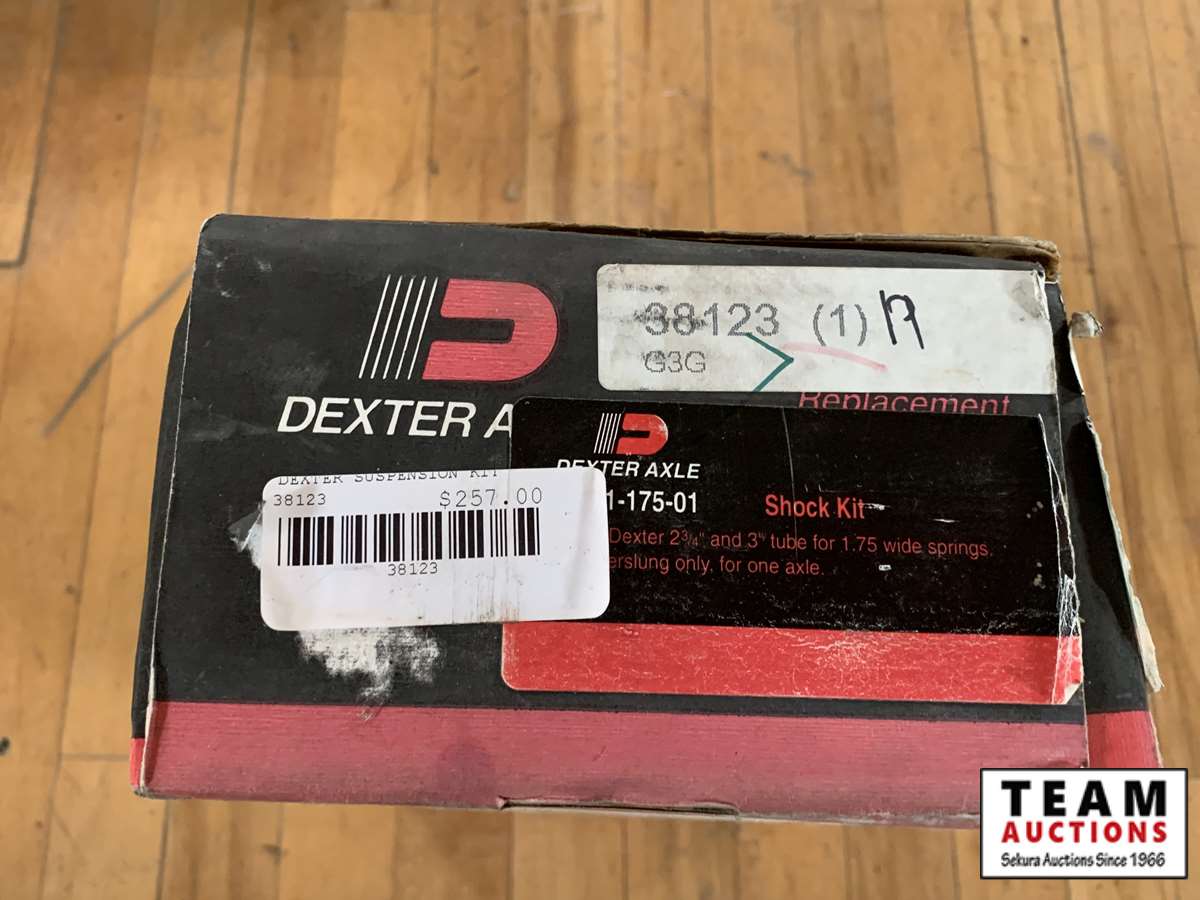 38123 (1)
G3G
Replacement
DEXTER A
DEXTER AXLE
1-175-01 Shock Kit
Dexter 2¾" and 3" tube for 1.75 wide springs.
erslung only, for one axle.
DEXTER SUSPENSION KIT
38123 $257.00
38123
TEAM
AUCTIONS
Sekura Auctions Since 1966